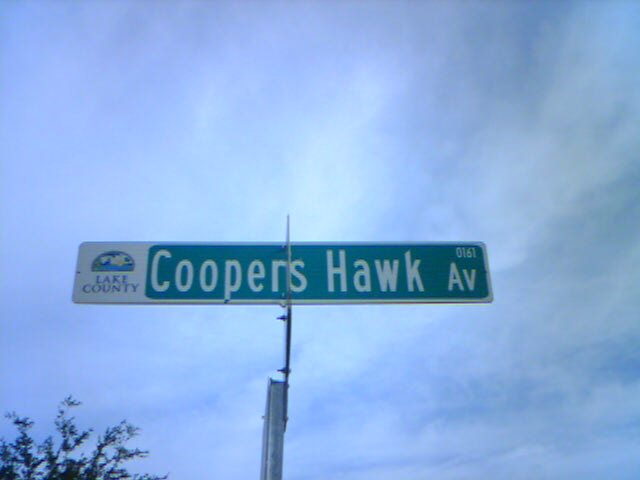 LAKE
COUNTY
Coopers Hawk Av
0161